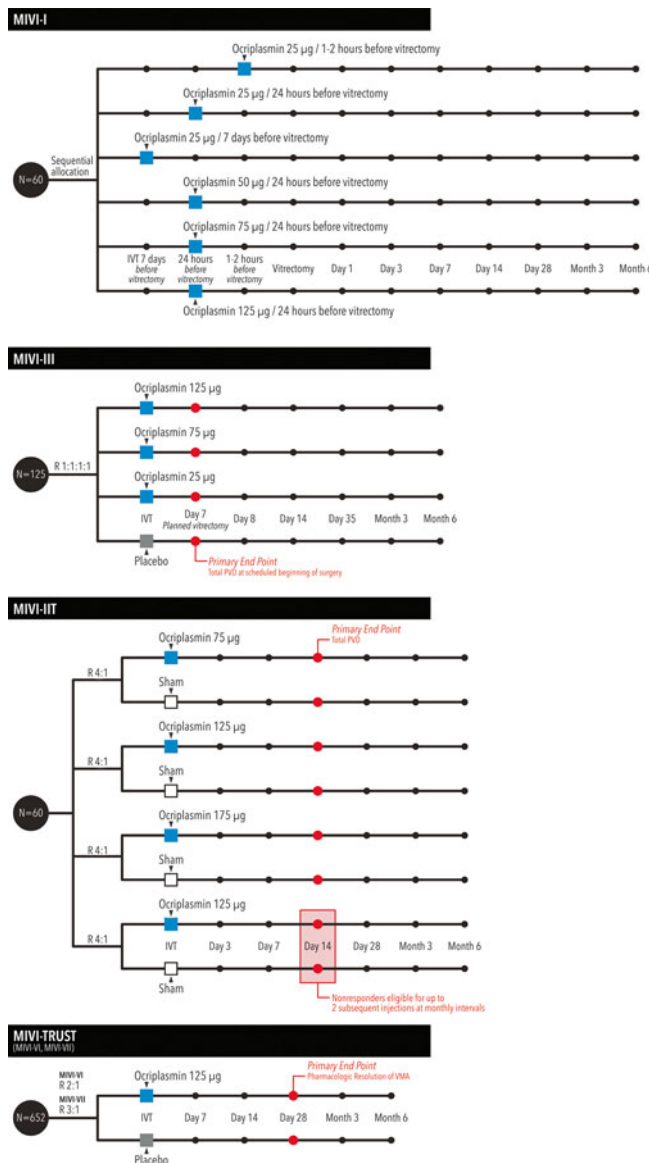 MIVI-I
Ocriplasmin 25 µg / 1-2 hours before vitrectomy
Ocriplasmin 25 µg / 24 hours before vitrectomy
Ocriplasmin 25 µg / 7 days before vitrectomy
Sequential
allocation
N=60
Ocriplasmin 50 µg / 24 hours before vitrectomy
Ocriplasmin 75 µg / 24 hours before vitrectomy
IVT 7 days before vitrectomy
24 hours before vitrectomy
1-2 hours before vitrectomy
Vitrectomy Day 1 Day 3 Day 7 Day 14 Day 28 Month 3 Month 6
Ocriplasmin 125 µg / 24 hours before vitrectomy
MIVI-III
Ocriplasmin 125 µg
Ocriplasmin 75 µg
N=125
R 1:1:1:1
Ocriplasmin 25 µg
IVT Day 7 Day 8 Day 14 Day 35 Month 3 Month 6
Planned vitrectomy
Placebo
Primary End Point
Total PVD at scheduled beginning of surgery
MIVI-IIT
Primary End Point
Total PVD
Ocriplasmin 75 µg
R 4:1
Sham
Ocriplasmin 125 µg
R 4:1
Sham
N=60
Ocriplasmin 175 µg
R 4:1
Sham
Ocriplasmin 125 µg
R 4:1
IVT Day 3 Day 7 Day 14 Day 28 Month 3 Month 6
Sham
Nonresponders eligible for up to
2 subsequent injections at monthly intervals
MIVI-TRUST
(MIVI-VI, MIVI-VII)
Primary End Point
Pharmacologic Resolution of VMA
MIVI-VI
R 2:1
MIVI-VII
R 3:1
Ocriplasmin 125 µg
N=652
IVT Day 7 Day 14 Day 28 Month 3 Month 6
Placebo